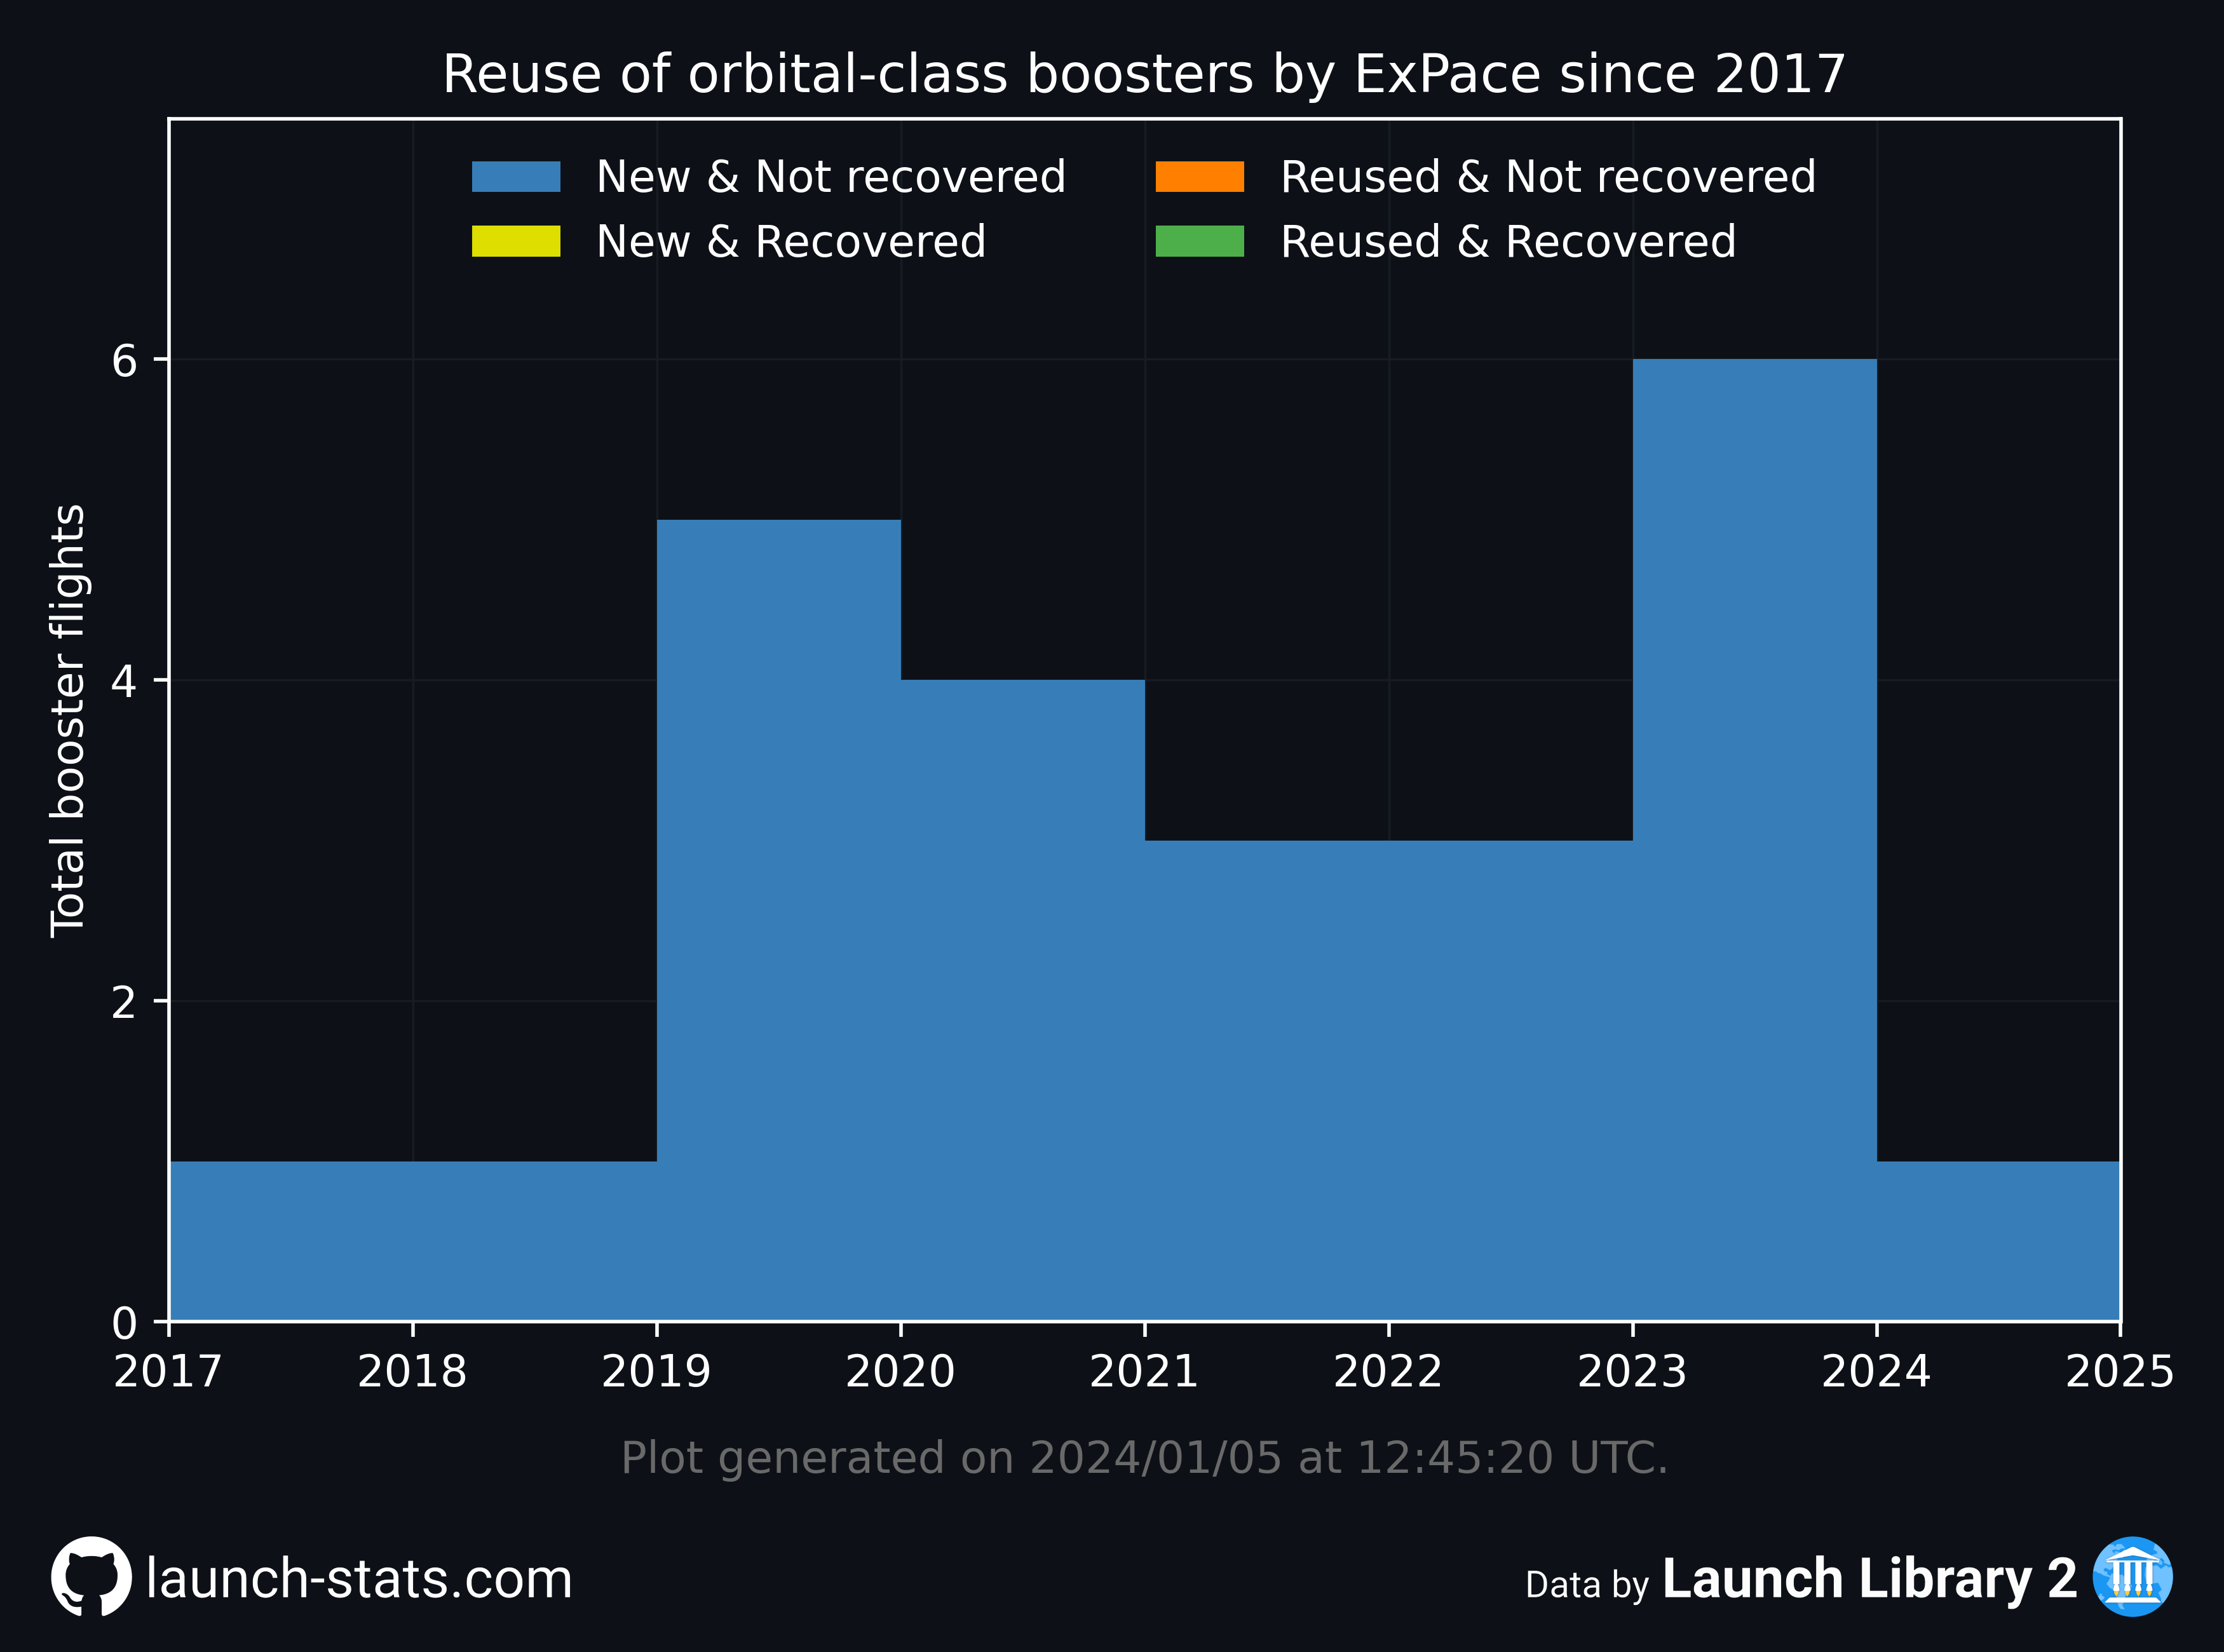 Reuse of orbital-class boosters by ExPace since 2017
New & Not recovered
New & Recovered
Reused & Not recovered
Reused & Recovered
Total booster flights
6
4
2
0
2017 2018 2019 2020 2021 2022 2023 2024 2025
Plot generated on 2024/01/05 at 12:45:20 UTC.
launch-stats.com
Data by Launch Library 2